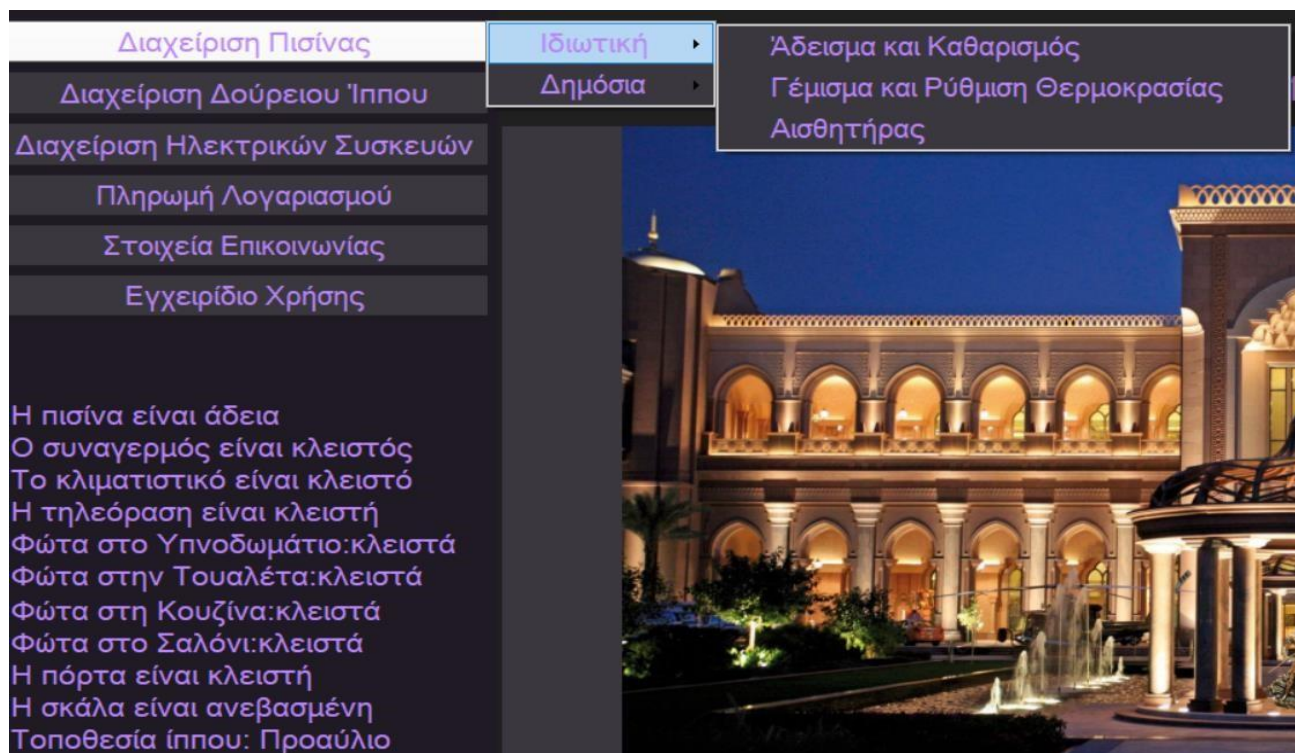 Διαχείριση Πισίνας
Ιδιωτική
Άδεισμα και Καθαρισμός
Δημόσια
Γέμισμα και Ρύθμιση Θερμοκρασίας
Αισθητήρας
Διαχείριση Δούρειου Ίππου
Διαχείριση Ηλεκτρικών Συσκευών
Πληρωμή Λογαριασμού
Στοιχεία Επικοινωνίας
Εγχειρίδιο Χρήσης
Η πισίνα είναι άδεια
Ο συναγερμός είναι κλειστός
Το κλιματιστικό είναι κλειστό
Η τηλεόραση είναι κλειστή
Φώτα στο Υπνοδωμάτιο:κλειστά
Φώτα στην Τουαλέτα:κλειστά
Φώτα στη Κουζίνα:κλειστά
Φώτα στο Σαλόνι:κλειστά
Η πόρτα είναι κλειστή
Η σκάλα είναι ανεβασμένη
Τοποθεσία ίππου: Προαύλιο